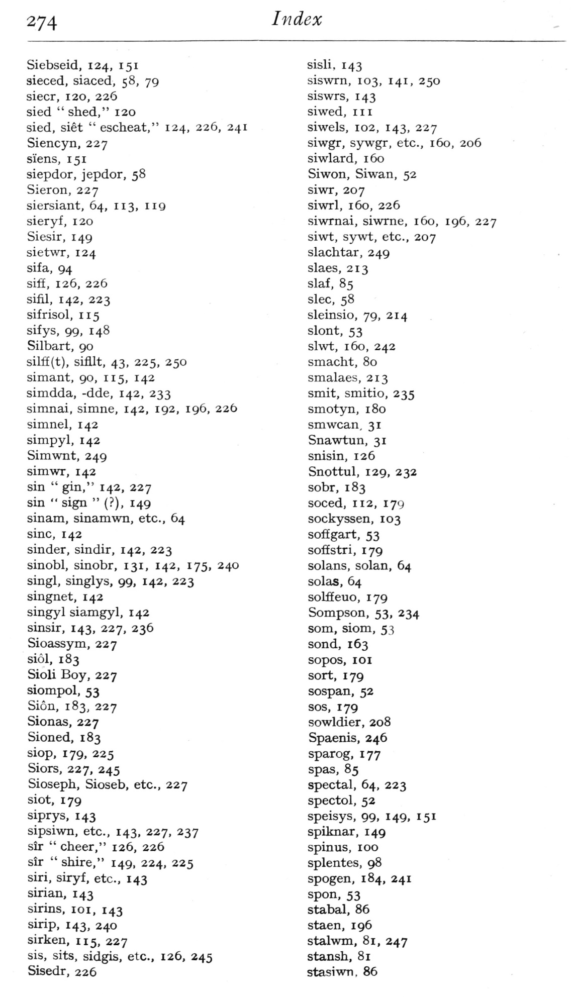 274
Index
Siebseid, 124, 151
sieced, siaced, 58, 79
siecr, 120, 226
sied “ shed,” 120
sied, siêt “ escheat,” 124, 226, 241
Siencyn, 227
sïens, 151
siepdor, jepdor, 58
Sieron, 227
siersiant, 64, 113, 119
sieryf, 120
Siesir, 149
sietwr, 124
sifa, 94
siff, 126, 226
sifil, 142, 223
sifrisol, 115
sifys, 99, 148
Silbart, 90
silff(t), sifllt, 43, 225, 250
simant, 90, 115, 142
simdda, -dde, 142, 233
simnai, simne, 142, 192, 196, 226
simnel, 142
simpyl, 142
Simwnt, 249
simwr, 142
sin “ gin,” 142, 227
sin “ sign ” (?), 149
sinam, sinamwn, etc., 64
sinc, 142
sinder, sindir, 142, 223
sinobl, sinobr, 131, 142, 175, 240
singl, singlys, 99, 142, 223
singnet, 142
singyl siamgyl, 142
sinsir, 143, 227, 236
Sioassym, 227
siôl, 183
Sioli Boy, 227
siompol, 53
Siôn, 183, 227
Sionas, 227
Sioned, 183
siop, 179, 225
Siors, 227, 245
Sioseph, Sioseb, etc., 227
siot, 179
siprys, 143
sipsiwn, etc., 143, 227, 237
sîr “ cheer,” 126, 226
sîr “ shire,” 149, 224, 225
siri, siryf, etc., 143
sirian, 143
sirins, 101, 143
sirip, 143, 240
sirken, 115, 227
sis, sits, sidgis, etc., 126, 245
Sisedr, 226
sisli, 143
siswrn, 103, 141, 250
siswrs, 143
siwed, 111
siwels, 102, 143, 227
siwgr, sywgr, etc., 160, 206
siwlard, 160
Siwon, Siwan, 52
siwr, 207
siwrl, 160, 226
siwrnai, siwrne, 160, 196, 227
siwt, sywt, etc., 207
slachtar, 249
slaes, 213
slaf, 85
slec, 58
sleinsio, 79, 214
slont, 53
slwt, 160, 242
smacht, 80
smalaes, 213
smit, smitio, 235
smotyn, 180
smwcan, 31
Snawtun, 31
snisin, 126
Snottul, 129, 232
sobr, 183
soced, 112, 179
sockyssen, 103
soffgart, 53
soffstri, 179
solans, solan, 64
solas, 64
solffeuo, 179
Sompson, 53, 234
som, siom, 53
sond, 163
sopos, 101
sort, 179
sospan, 52
sos, 179
sowldier, 208
Spaenis, 246
sparog, 177
spas, 85
spectal, 64, 223
spectol, 52
speisys, 99, 149, 151
spiknar, 149
spinus, 100
splentes, 98
spogen, 184, 241
spon, 53
stabal, 86
staen, 196
stalwm, 81, 247
stansh, 81
stasiwn, 86